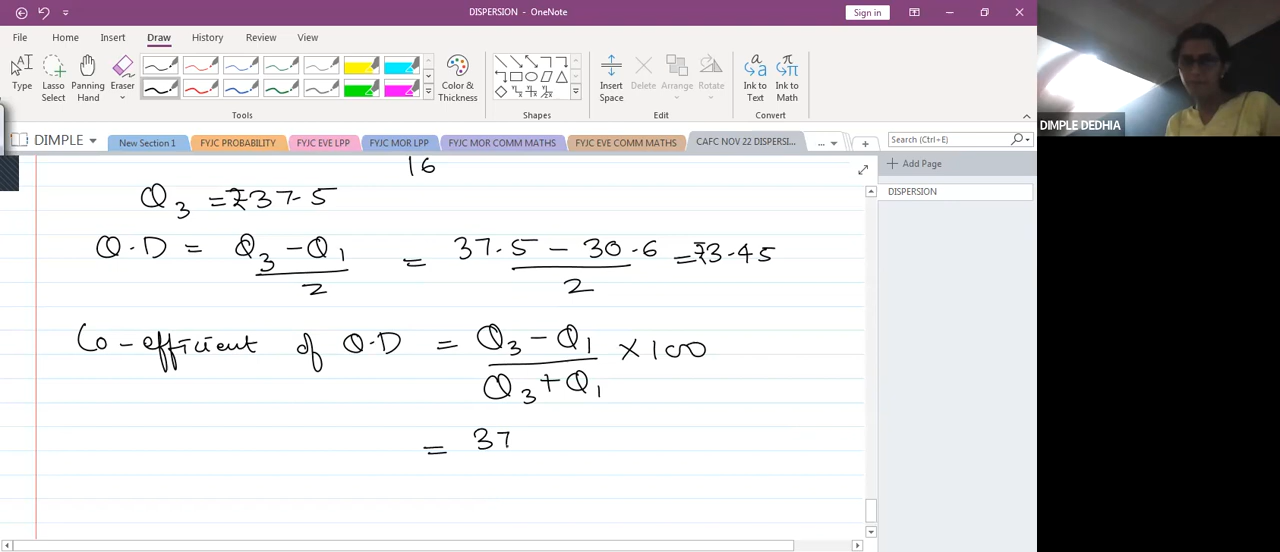 DISPERSION - OneNote
Sign in
File Home Insert Draw History Review View
Type
Lasso Select
Panning Hand
Eraser
Color & Thickness
Insert Space
Delete
Arrange
Rotate
Ink to Text
Ink to Math
Tools
Shapes
Edit
Convert
DIMPLE
New Section 1
FYJC PROBABILITY
FYJC EVE LPP
FYJC MOR LPP
FYJC MOR COMM MATHS
FYJC EVE COMM MATHS
CAFC NOV 22 DISPERSI...
...
Search (Ctrl+E)
Add Page
DISPERSION
DIMPLE DEDHIA
16
Q₃ = ₹37.5
Q.D = Q₃ – Q₁ / 2 = 37.5 – 30.6 / 2 = ₹3.45
Co-efficient of Q.D = Q₃ – Q₁ / Q₃ + Q₁ × 100
= 37